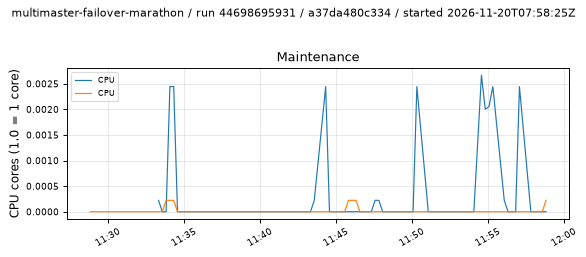 multimaster-failover-marathon / run 44698695931 / a37da480c334 / started 2026-11-20T07:58:25Z
Maintenance
CPU cores (1.0 = 1 core)
0.0025
0.0020
0.0015
0.0010
0.0005
0.0000
CPU
CPU
11:30
11:35
11:40
11:45
11:50
11:55
12:00